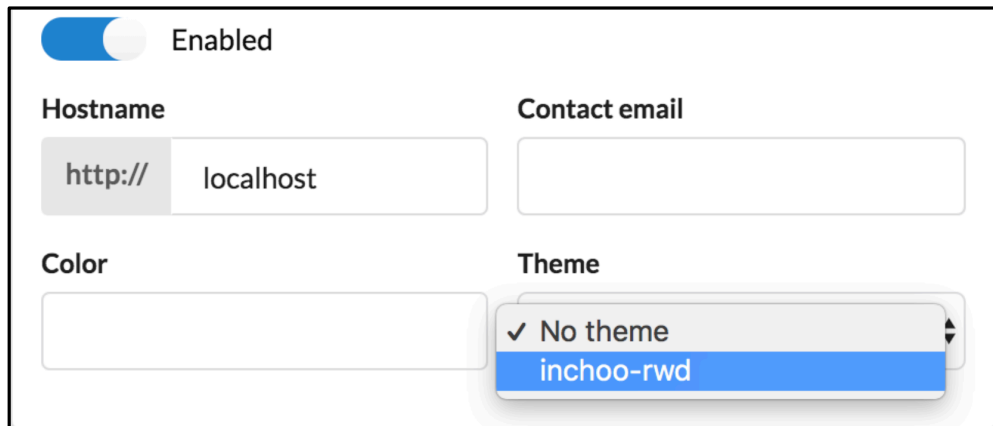 Enabled
Hostname
Contact email
http://
localhost
Color
Theme
✓ No theme
inchoo-rwd